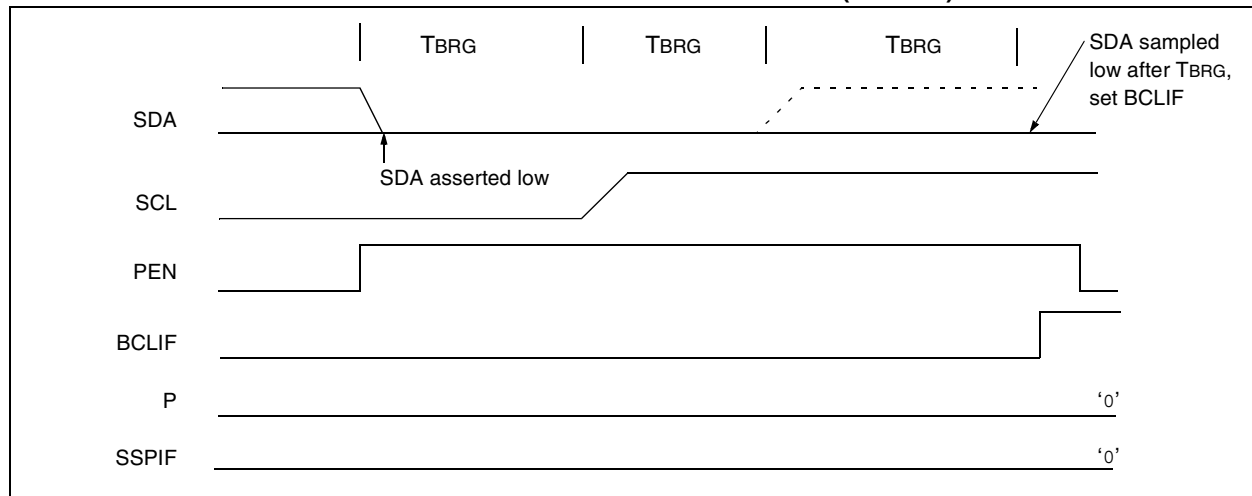 TBRG TBRG TBRG
SDA sampled
low after TBRG,
set BCLIF
SDA
SDA asserted low
SCL
PEN
BCLIF
P ‘0’
SSPIF ‘0’